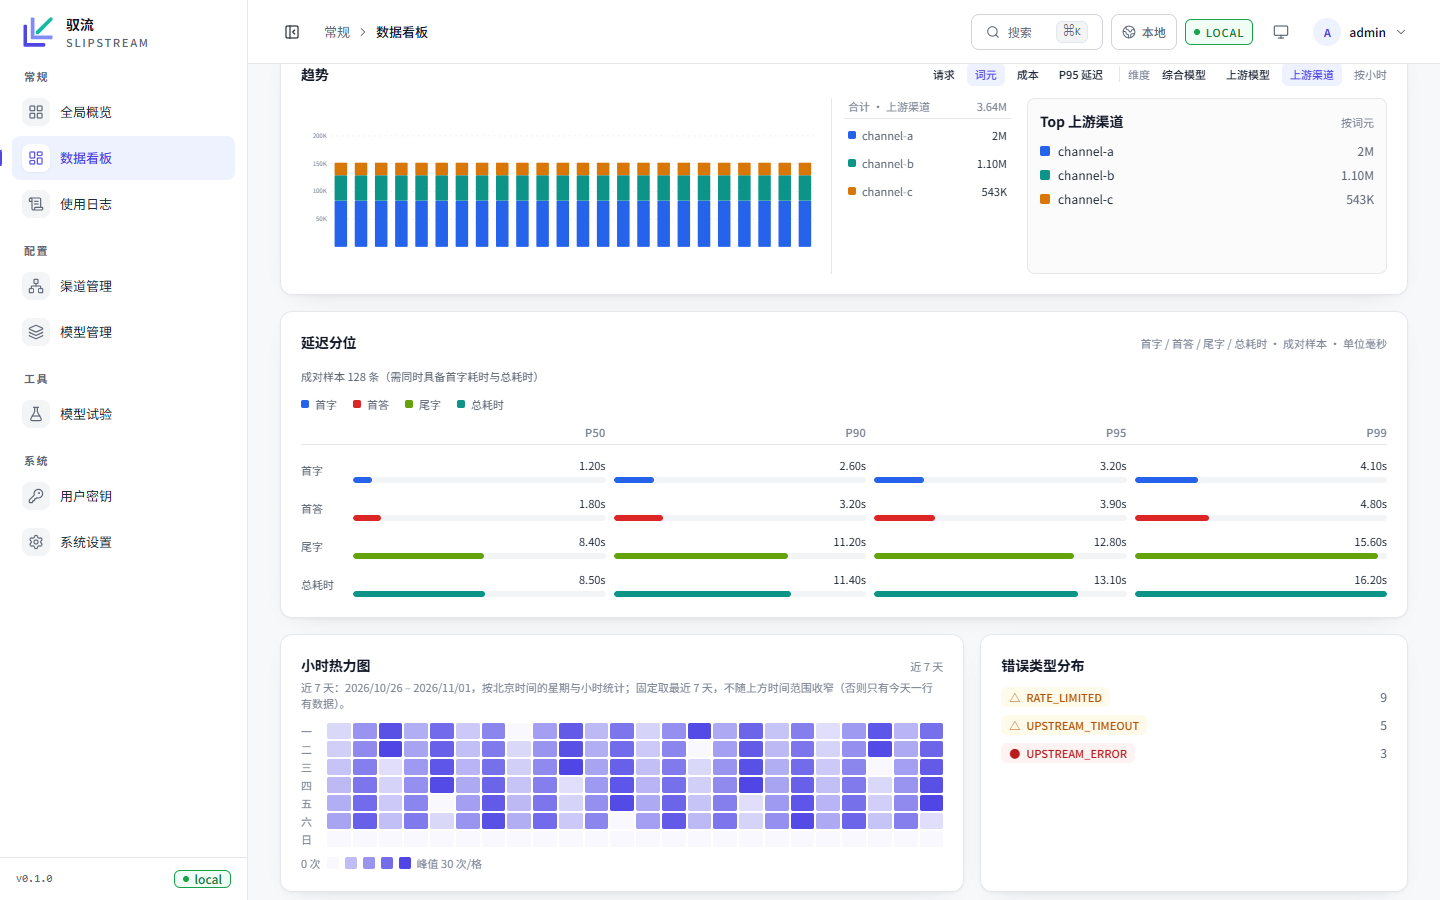 驭流
SLIPSTREAM
常规
全局概览
数据看板
使用日志
配置
渠道管理
模型管理
工具
模型试验
系统
用户密钥
系统设置
v0.1.0
local
常规
数据看板
搜索
⌘K
本地
LOCAL
A
admin
趋势
请求
词元
成本
P95 延迟
维度
综合模型
上游模型
上游渠道
按小时
200K
150K
100K
50K
合计 · 上游渠道 3.64M
channel-a 2M
channel-b 1.10M
channel-c 543K
Top 上游渠道 按词元
channel-a 2M
channel-b 1.10M
channel-c 543K
延迟分位
首字 / 首答 / 尾字 / 总耗时 · 成对样本 · 单位毫秒
成对样本 128 条（需同时具备首字耗时与总耗时）
首字 首答 尾字 总耗时
P50 P90 P95 P99
首字 1.20s 2.60s 3.20s 4.10s
首答 1.80s 3.20s 3.90s 4.80s
尾字 8.40s 11.20s 12.80s 15.60s
总耗时 8.50s 11.40s 13.10s 16.20s
小时热力图 近 7 天
近 7 天：2026/10/26 – 2026/11/01，按北京时间的星期与小时统计；固定取最近 7 天，不随上方时间范围收窄（否则只有今天一行
有数据）。
一
二
三
四
五
六
日
0 次 峰值 30 次/格
错误类型分布
RATE_LIMITED 9
UPSTREAM_TIMEOUT 5
UPSTREAM_ERROR 3